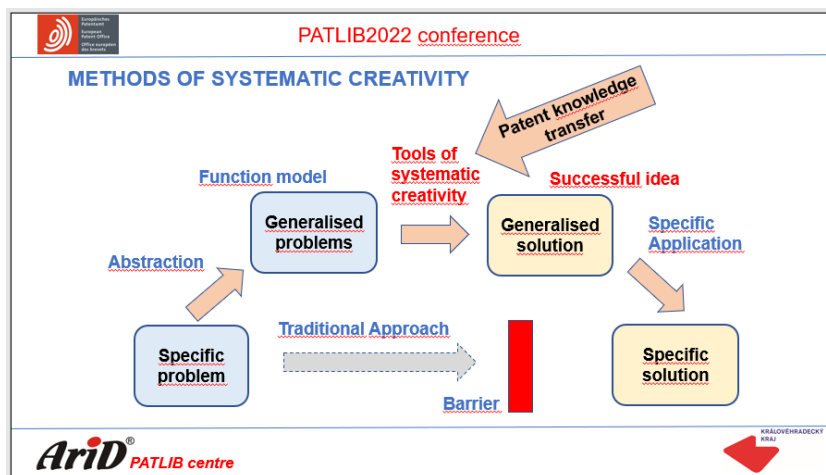 Europäisches
Patentamt
European
Patent Office
Office européen
des brevets
PATLIB2022 conference
METHODS OF SYSTEMATIC CREATIVITY
Patent knowledge
transfer
Tools of
systematic
creativity
Function model
Successful idea
Generalised
problems
Generalised
solution
Specific
Application
Abstraction
Traditional Approach
Specific
problem
Specific
solution
Barrier
AriD® PATLIB centre
KRÁLOVÉHRADECKÝ
KRAJ